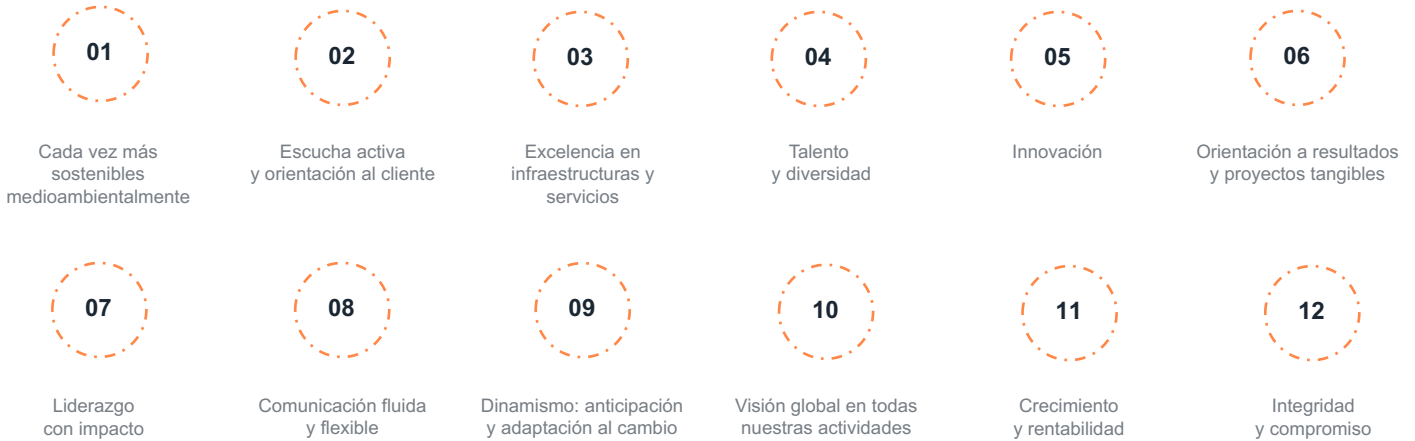 01
Cada vez más
sostenibles
medioambientalmente
02
Escucha activa
y orientación al cliente
03
Excelencia en
infraestructuras y
servicios
04
Talento
y diversidad
05
Innovación
06
Orientación a resultados
y proyectos tangibles
07
Liderazgo
con impacto
08
Comunicación fluida
y flexible
09
Dinamismo: anticipación
y adaptación al cambio
10
Visión global en todas
nuestras actividades
11
Crecimiento
y rentabilidad
12
Integridad
y compromiso